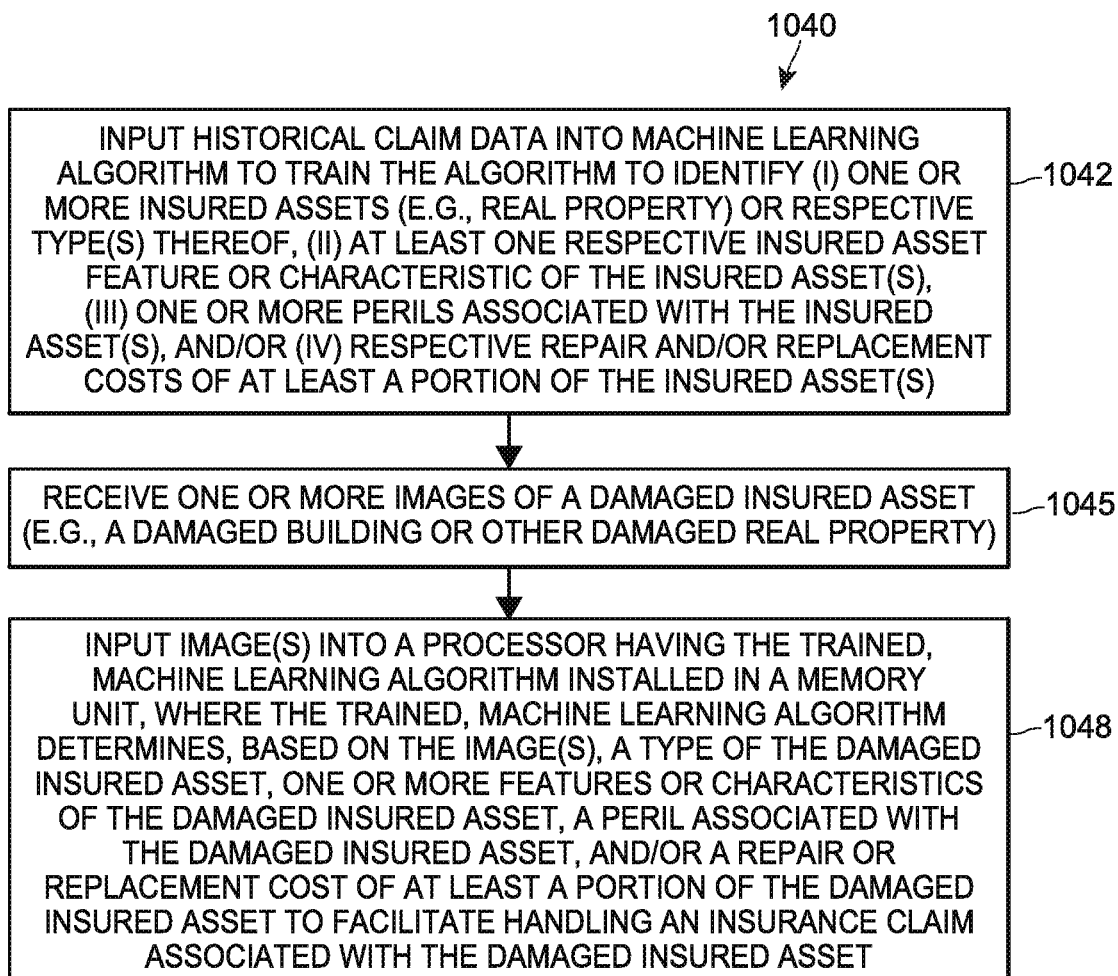 1040
INPUT HISTORICAL CLAIM DATA INTO MACHINE LEARNING
ALGORITHM TO TRAIN THE ALGORITHM TO IDENTIFY (I) ONE OR
MORE INSURED ASSETS (E.G., REAL PROPERTY) OR RESPECTIVE
TYPE(S) THEREOF, (II) AT LEAST ONE RESPECTIVE INSURED ASSET
FEATURE OR CHARACTERISTIC OF THE INSURED ASSET(S),
(III) ONE OR MORE PERILS ASSOCIATED WITH THE INSURED
ASSET(S), AND/OR (IV) RESPECTIVE REPAIR AND/OR REPLACEMENT
COSTS OF AT LEAST A PORTION OF THE INSURED ASSET(S)
1042
RECEIVE ONE OR MORE IMAGES OF A DAMAGED INSURED ASSET
(E.G., A DAMAGED BUILDING OR OTHER DAMAGED REAL PROPERTY)
1045
INPUT IMAGE(S) INTO A PROCESSOR HAVING THE TRAINED,
MACHINE LEARNING ALGORITHM INSTALLED IN A MEMORY
UNIT, WHERE THE TRAINED, MACHINE LEARNING ALGORITHM
DETERMINES, BASED ON THE IMAGE(S), A TYPE OF THE DAMAGED
INSURED ASSET, ONE OR MORE FEATURES OR CHARACTERISTICS
OF THE DAMAGED INSURED ASSET, A PERIL ASSOCIATED WITH
THE DAMAGED INSURED ASSET, AND/OR A REPAIR OR
REPLACEMENT COST OF AT LEAST A PORTION OF THE DAMAGED
INSURED ASSET TO FACILITATE HANDLING AN INSURANCE CLAIM
ASSOCIATED WITH THE DAMAGED INSURED ASSET
1048